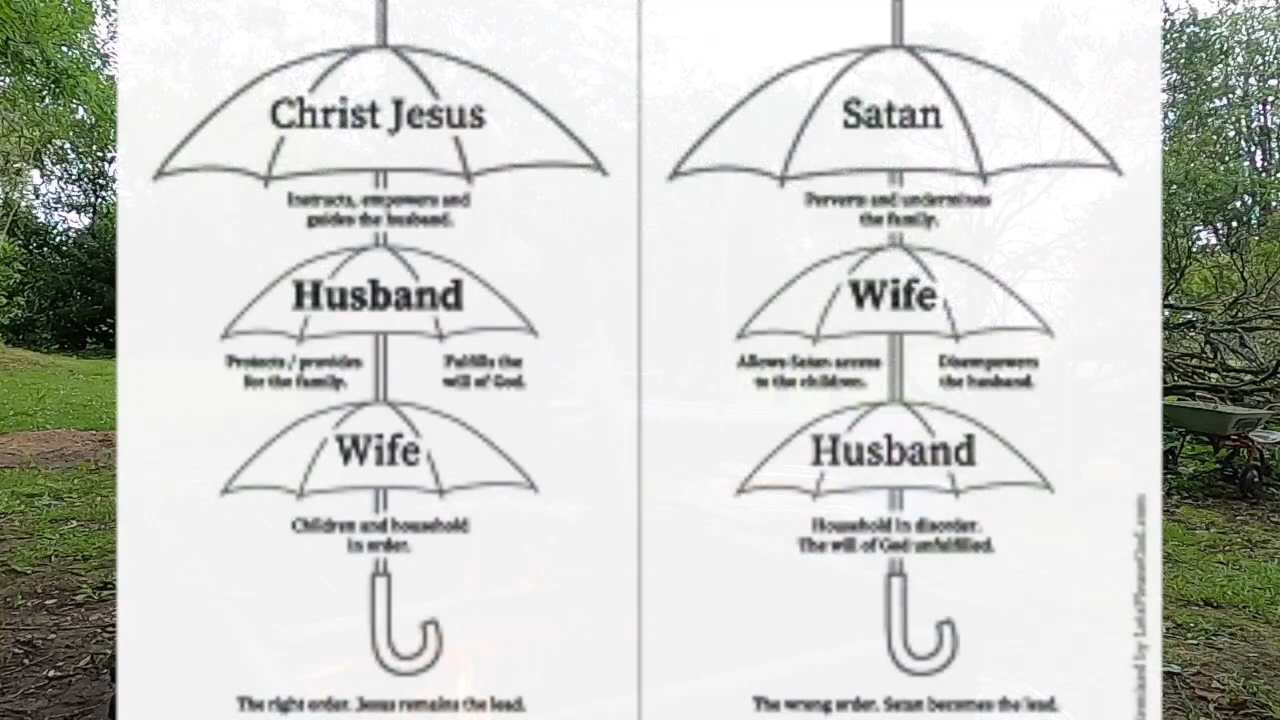 Christ Jesus
Instructs, empowers and
guides the husband.
Husband
Protects / provides
for the family.
Fulfills the
will of God.
Wife
Children and household
in order.
The right order. Jesus remains the lead.
Satan
Perverts and undermines
the family.
Wife
Allows Satan access
to the children.
Disempowers
the husband.
Husband
Household in disorder.
The will of God unfulfilled.
The wrong order. Satan becomes the lead.
by LetsPleaseGod.com